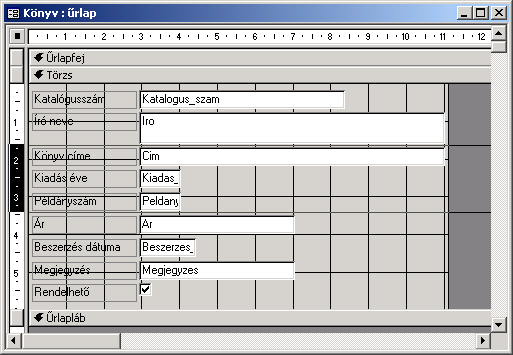 Könyv : űrlap
1 2 3 4 5 6 7 8 9 10 11 12
Űrlapfej
Törzs
Katalógusszám Katalogus_szam
Író neve Iro
1
Könyv címe Cim
2
Kiadás éve Kiadas_
Példányszám Peldany
3
Ár Ar
4
Beszerzés dátuma Beszerzes_
Megjegyzés Megjegyzes
5
Rendelhető
Űrlapláb